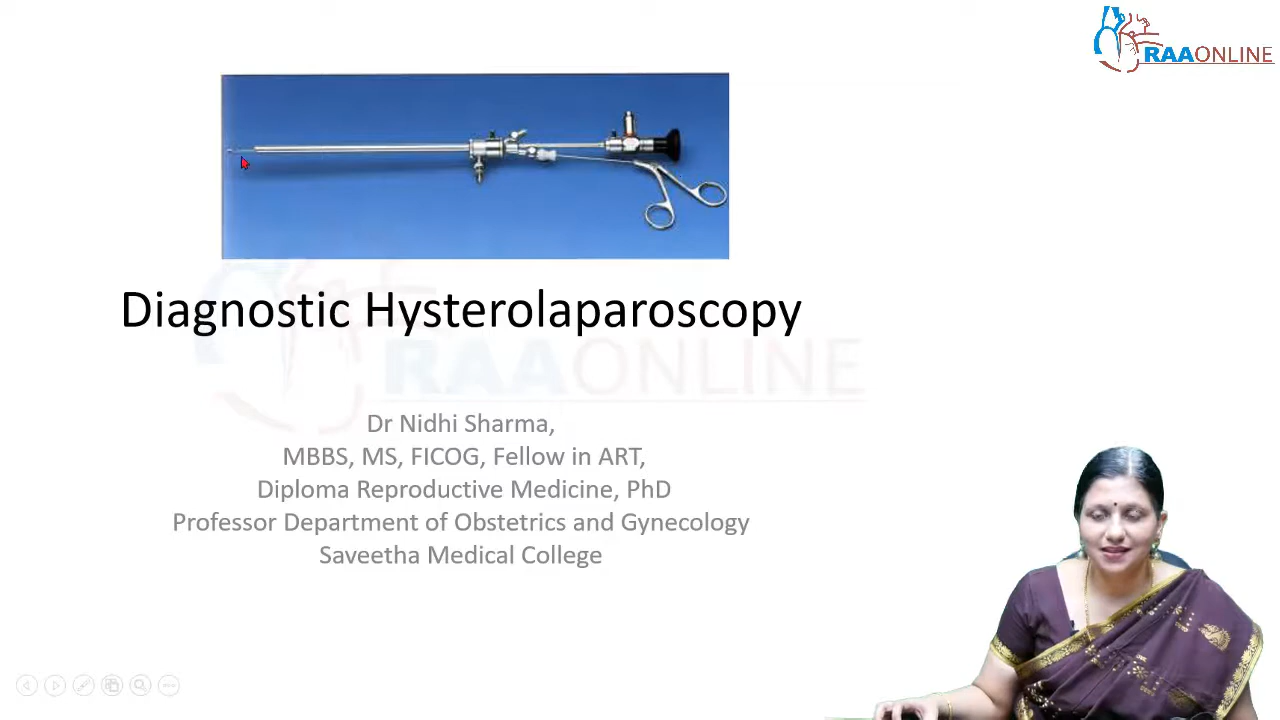 RAAONLINE
Diagnostic Hysterolaparoscopy
RAAONLINE
Dr Nidhi Sharma,
MBBS, MS, FICOG, Fellow in ART,
Diploma Reproductive Medicine, PhD
Professor Department of Obstetrics and Gynecology
Saveetha Medical College